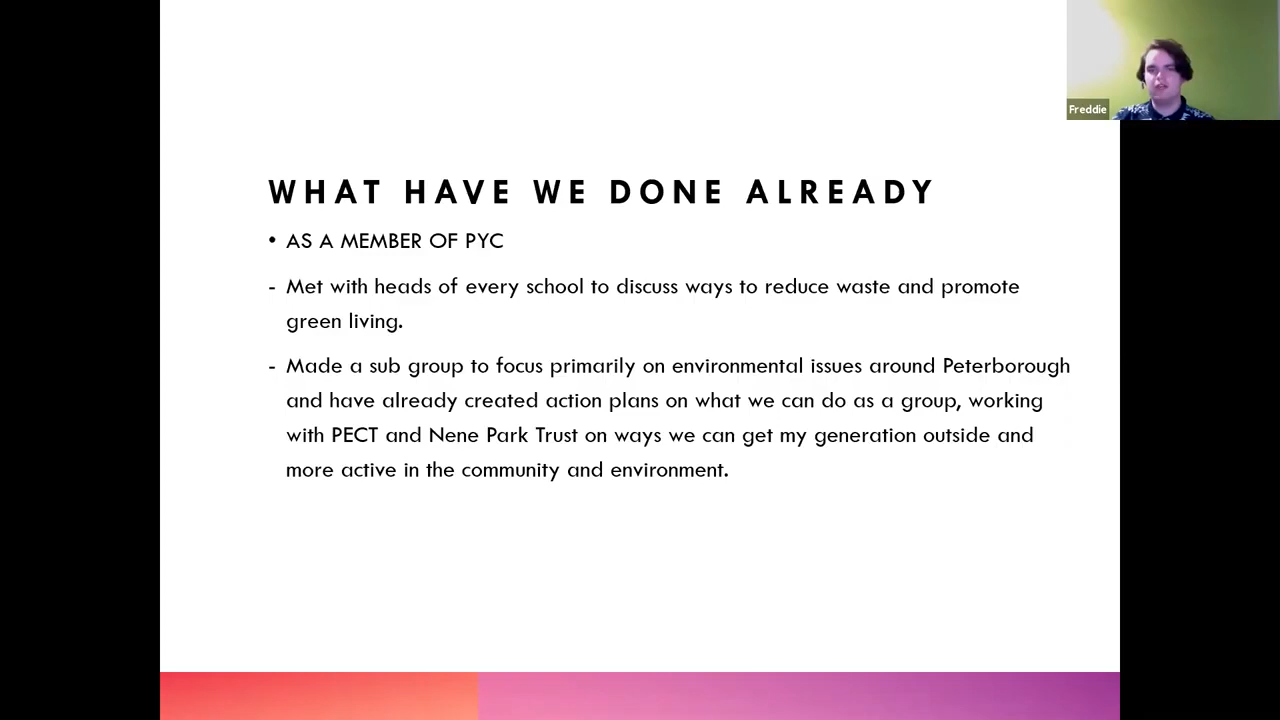 Freddie
WHAT HAVE WE DONE ALREADY
• AS A MEMBER OF PYC
- Met with heads of every school to discuss ways to reduce waste and promote
green living.
- Made a sub group to focus primarily on environmental issues around Peterborough
and have already created action plans on what we can do as a group, working
with PECT and Nene Park Trust on ways we can get my generation outside and
more active in the community and environment.